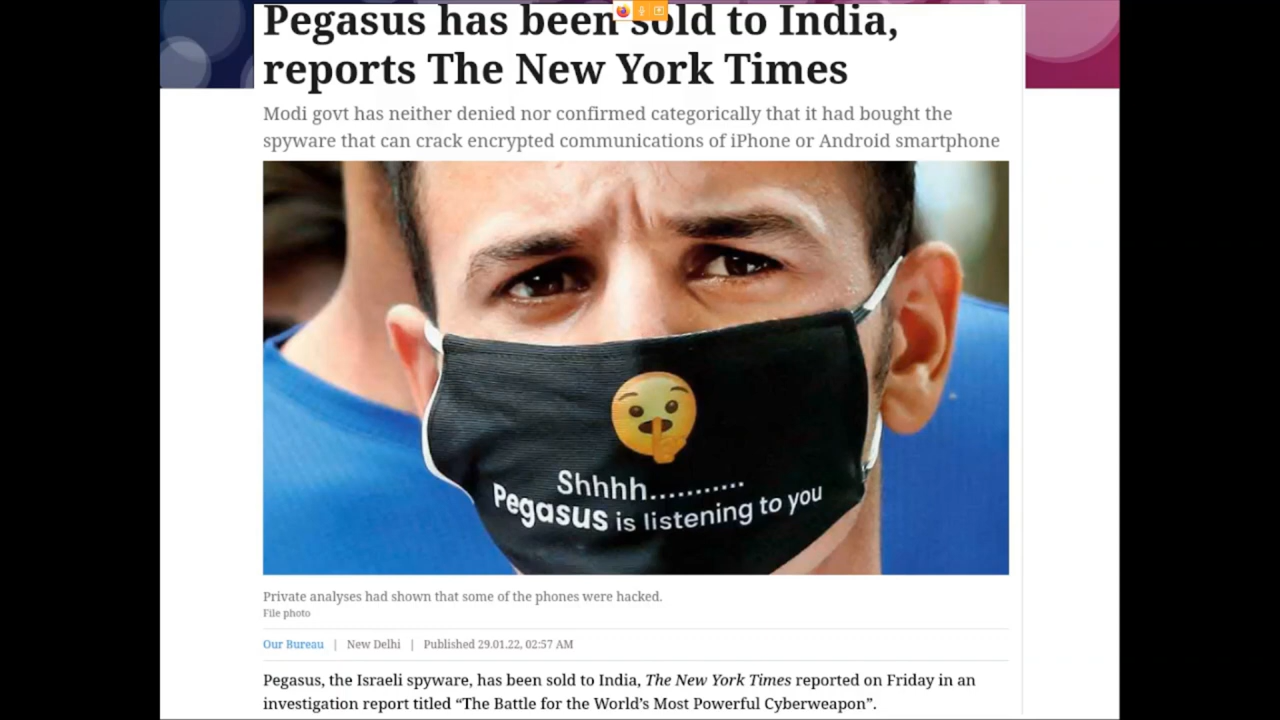 Pegasus has been sold to India,
reports The New York Times
Modi govt has neither denied nor confirmed categorically that it had bought the
spyware that can crack encrypted communications of iPhone or Android smartphone
Shhhh...........
Pegasus is listening to you
Private analyses had shown that some of the phones were hacked.
File photo
Our Bureau | New Delhi | Published 29.01.22, 02:57 AM
Pegasus, the Israeli spyware, has been sold to India, The New York Times reported on Friday in an
investigation report titled “The Battle for the World’s Most Powerful Cyberweapon”.